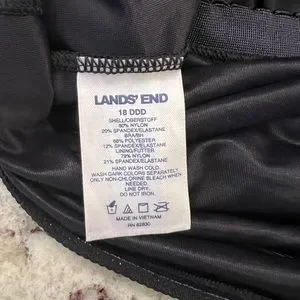 LANDS' END
18 DDD
SHELL/OBERSTOFF
80% NYLON
20% SPANDEX/ELASTANE
BRA/BH
88% POLYESTER
12% SPANDEX/ELASTANE
LINING/FUTTER
79% NYLON
21% SPANDEX/ELASTANE
HAND WASH COLD.
WASH DARK COLORS SEPARATELY.
ONLY NON-CHLORINE BLEACH WHEN
NEEDED.
LINE DRY.
DO NOT IRON.
MADE IN VIETNAM
RN 62830